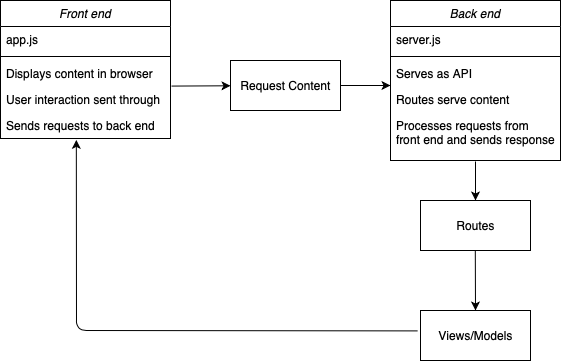 Front end
app.js
Displays content in browser
User interaction sent through
Sends requests to back end
Request Content
Back end
server.js
Serves as API
Routes serve content
Processes requests from
front end and sends response
Routes
Views/Models